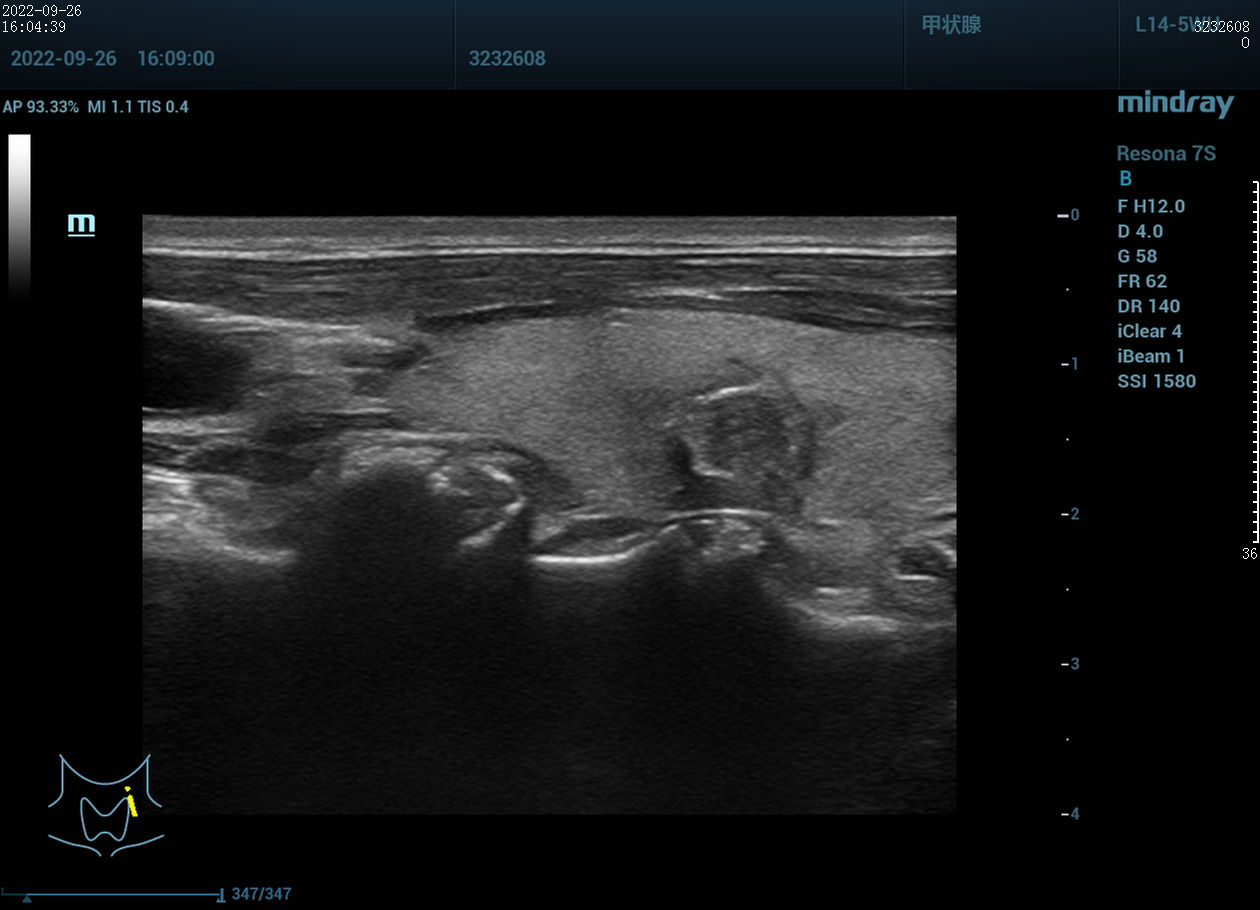 2022-09-26
16:04:39
2022-09-26 16:09:00
3232608
甲状腺
3232608
0
AP 93.33% MI 1.1 TIS 0.4
mindray
Resona 7S
B
F H12.0
D 4.0
G 58
FR 62
DR 140
iClear 4
iBeam 1
SSI 1580
m
0
1
2
3
4
36
347/347